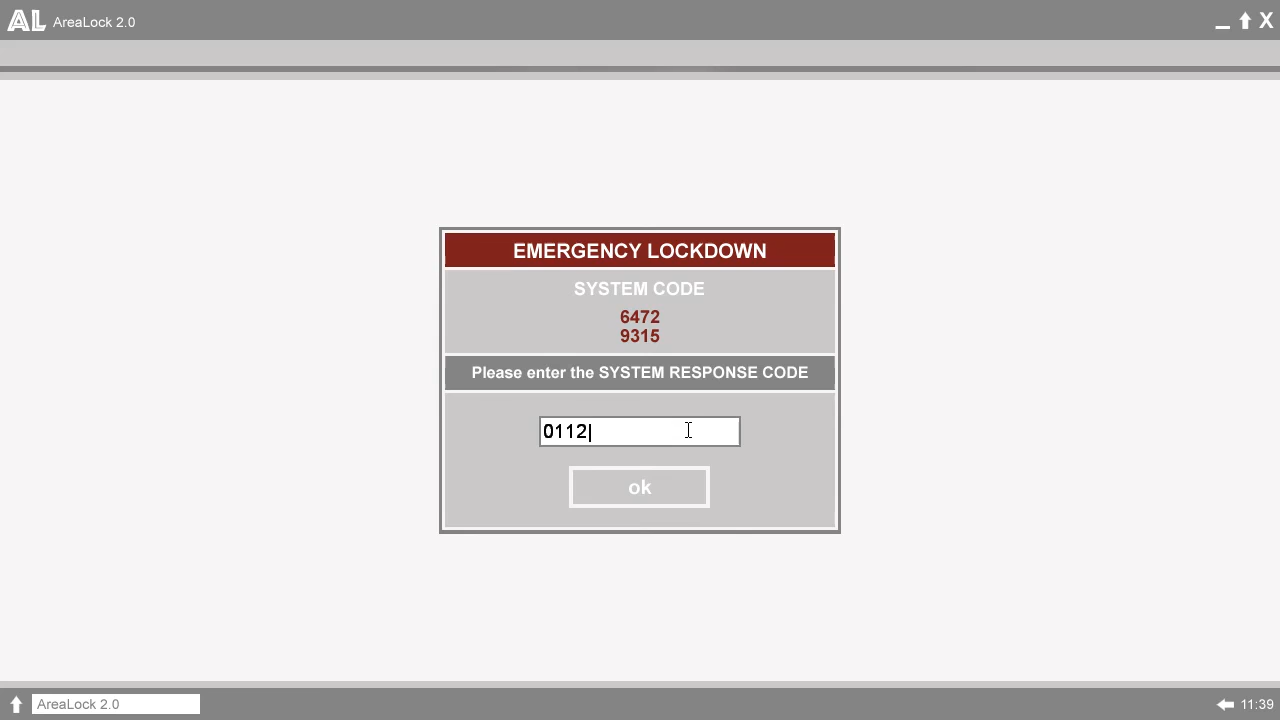 AL AreaLock 2.0
X
EMERGENCY LOCKDOWN
SYSTEM CODE
6472
9315
Please enter the SYSTEM RESPONSE CODE
0112
ok
AreaLock 2.0
11:39